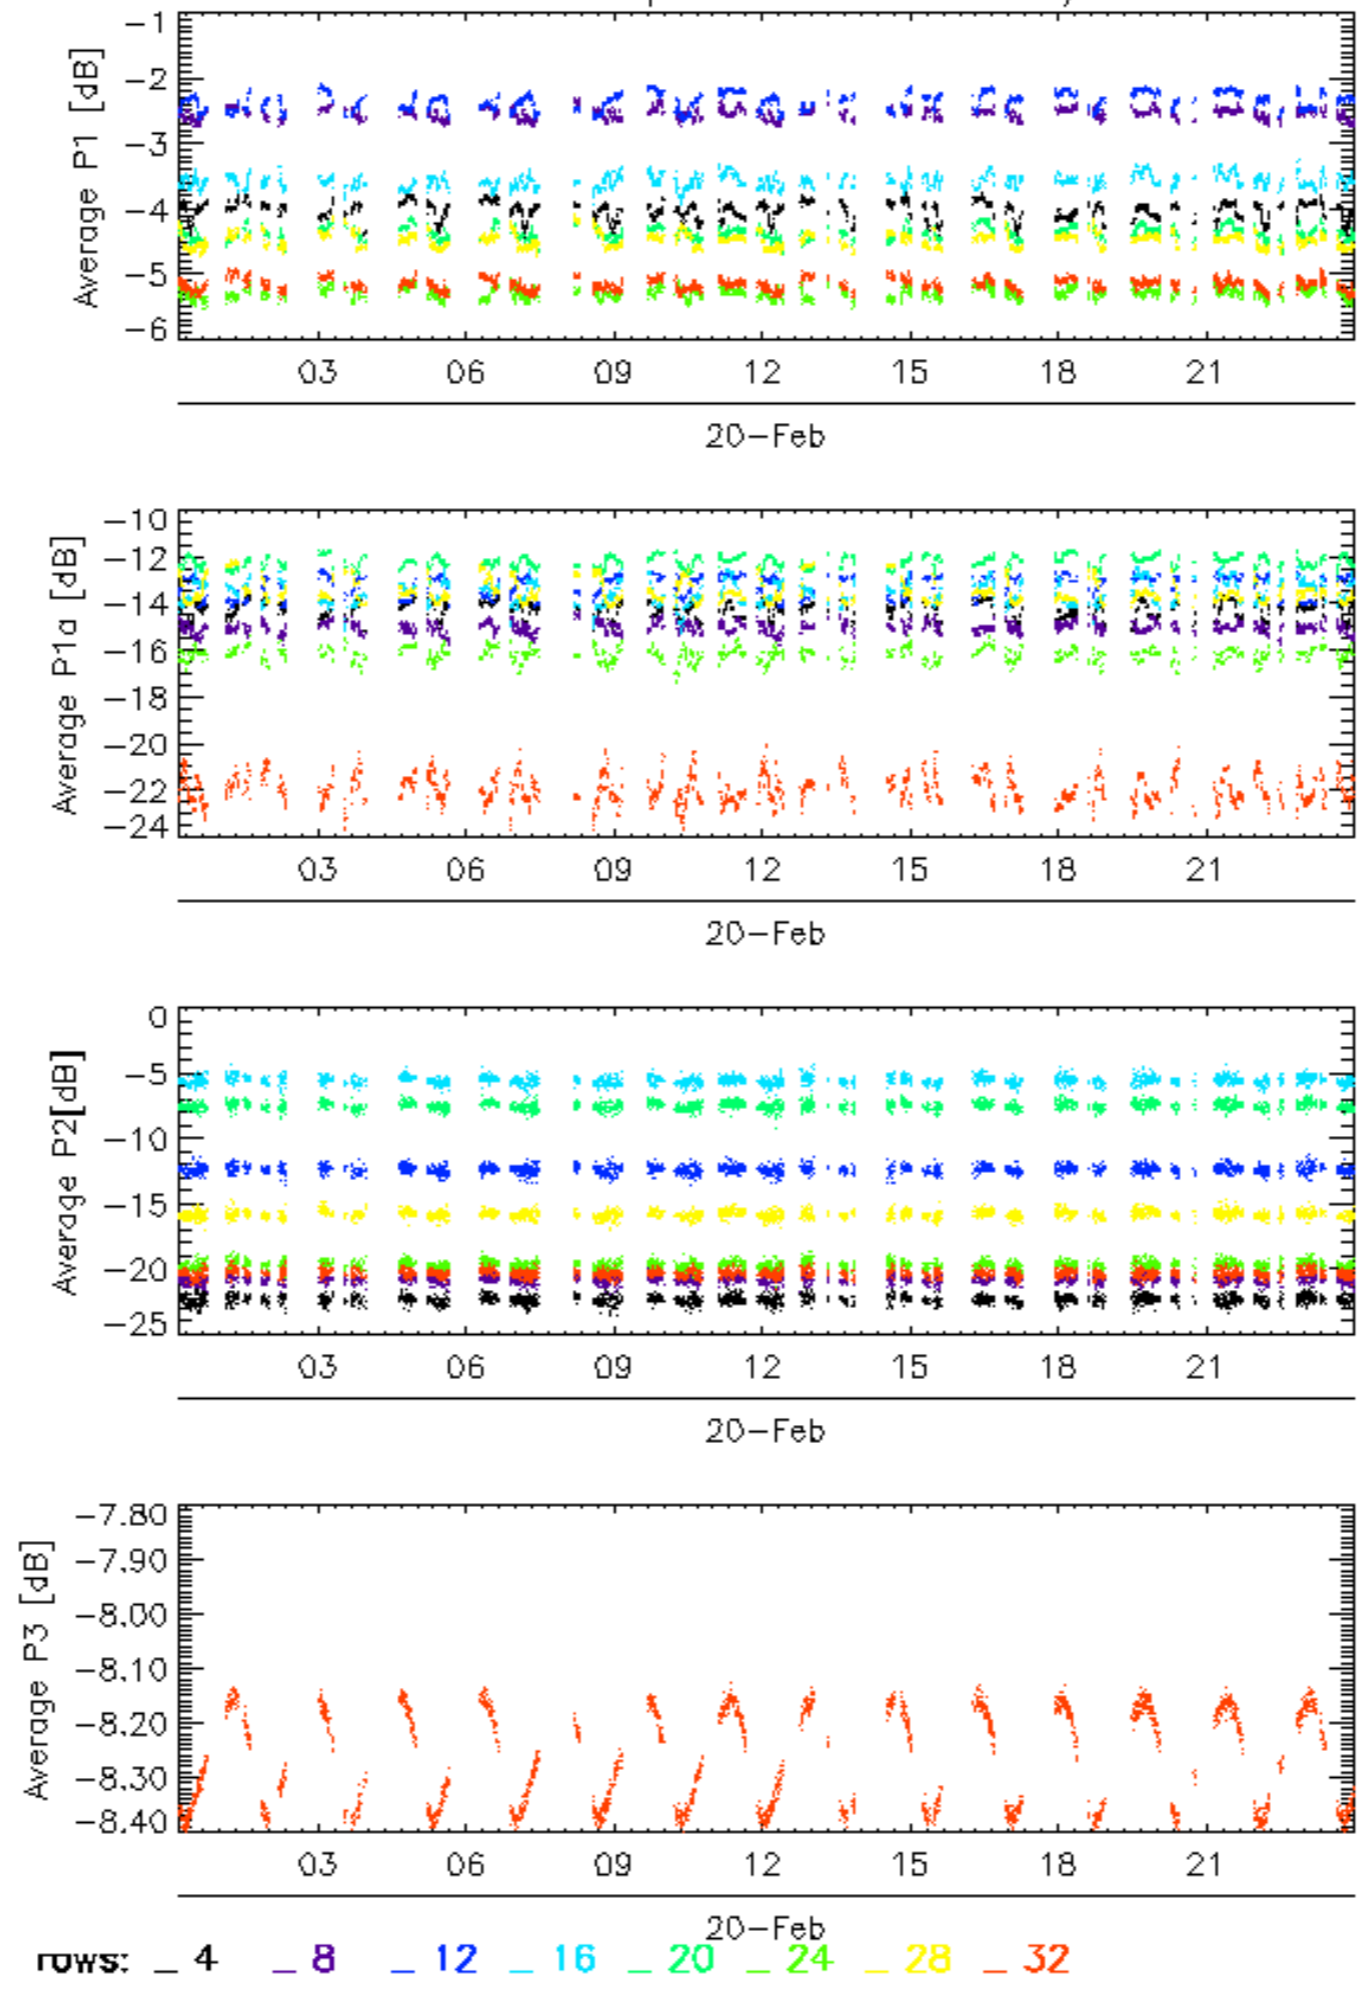 Average P1 [dB]
-1
-2
-3
-4
-5
-6
03 06 09 12 15 18 21
20-Feb
Average P1a [dB]
-10
-12
-14
-16
-18
-20
-22
-24
03 06 09 12 15 18 21
20-Feb
Average P2[dB]
0
-5
-10
-15
-20
-25
03 06 09 12 15 18 21
20-Feb
Average P3 [dB]
-7.80
-7.90
-8.00
-8.10
-8.20
-8.30
-8.40
03 06 09 12 15 18 21
20-Feb
rows: _ 4 _ 8 _ 12 _ 16 _ 20 _ 24 _ 28 _ 32